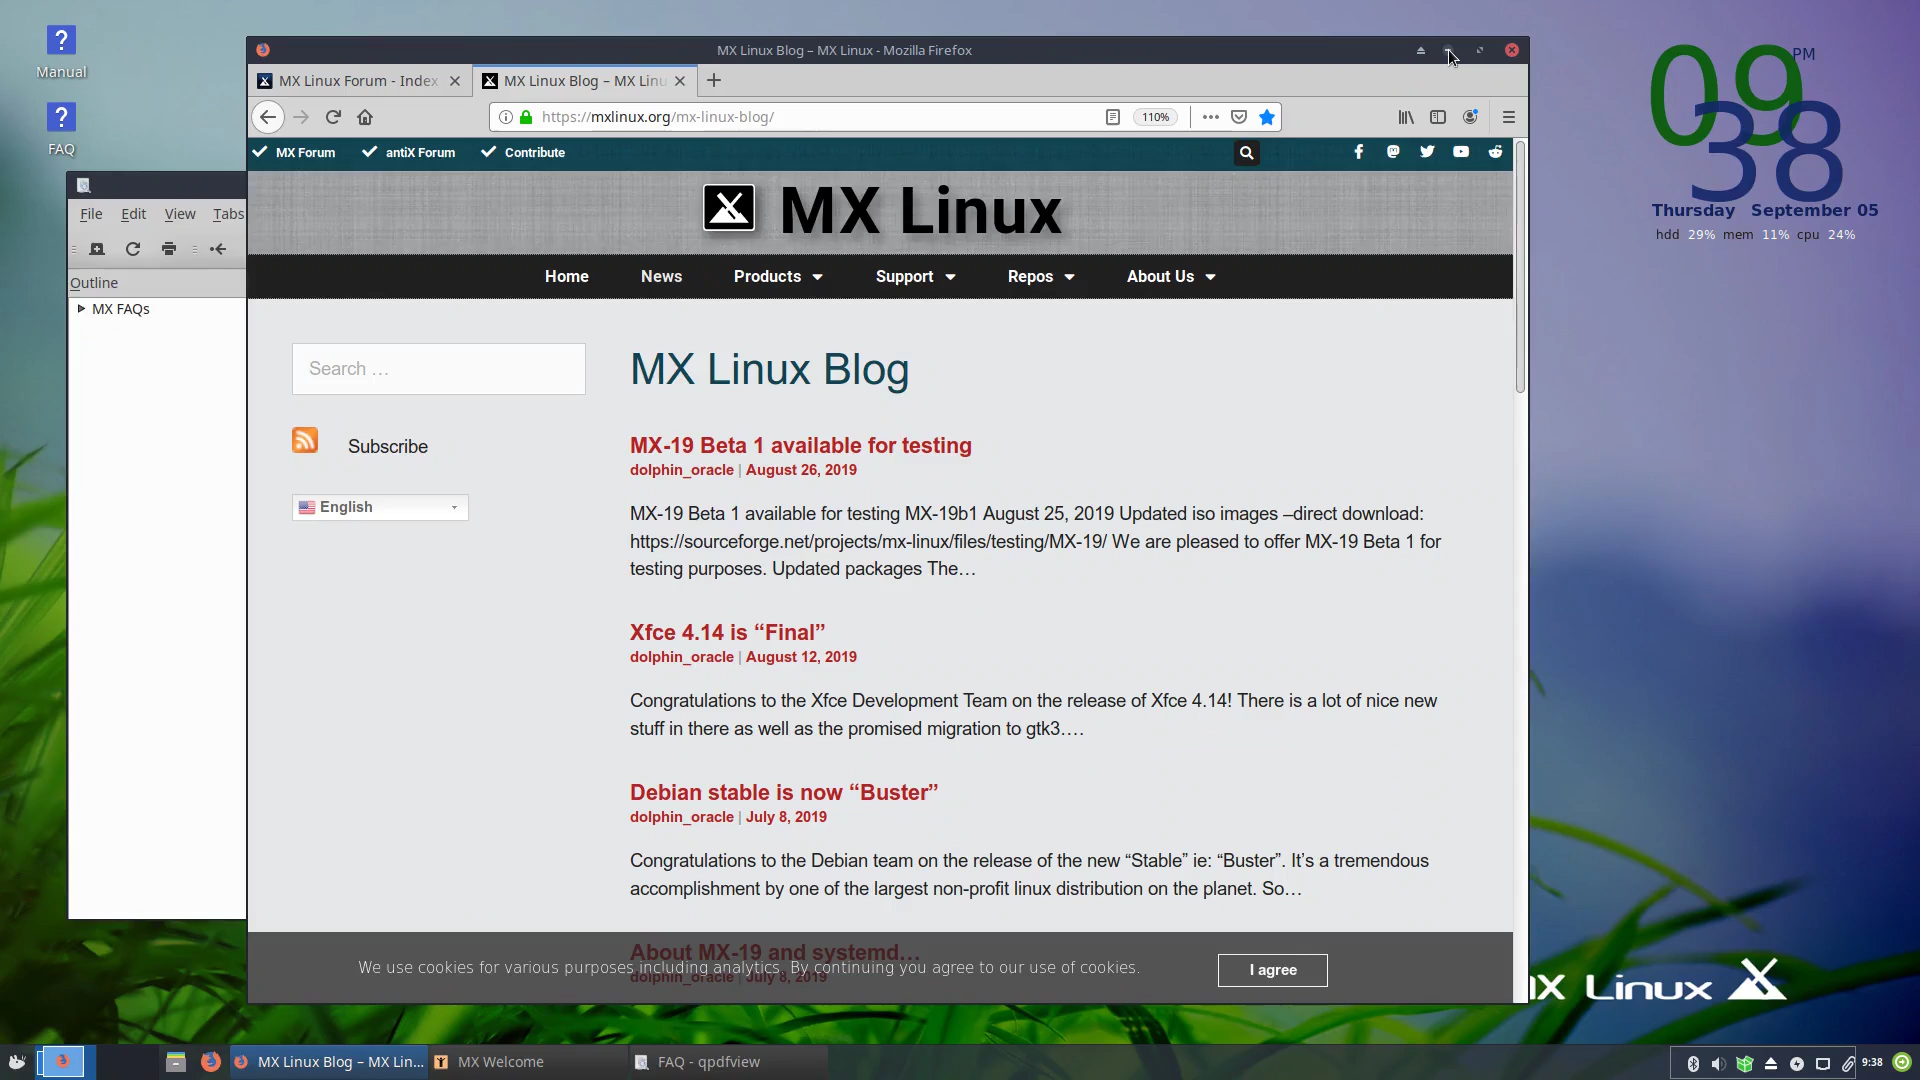 Manual
FAQ
MX Linux Blog – MX Linux - Mozilla Firefox
MX Linux Forum - Index
MX Linux Blog – MX Linu
https://mxlinux.org/mx-linux-blog/
110%
MX Forum
antiX Forum
Contribute
MX Linux
Home
News
Products
Support
Repos
About Us
File
Edit
View
Tabs
Outline
MX FAQs
Search …
Subscribe
English
MX Linux Blog
MX-19 Beta 1 available for testing
dolphin_oracle | August 26, 2019
MX-19 Beta 1 available for testing MX-19b1 August 25, 2019 Updated iso images –direct download:
https://sourceforge.net/projects/mx-linux/files/testing/MX-19/ We are pleased to offer MX-19 Beta 1 for
testing purposes. Updated packages The…
Xfce 4.14 is “Final”
dolphin_oracle | August 12, 2019
Congratulations to the Xfce Development Team on the release of Xfce 4.14! There is a lot of nice new
stuff in there as well as the promised migration to gtk3….
Debian stable is now “Buster”
dolphin_oracle | July 8, 2019
Congratulations to the Debian team on the release of the new “Stable” ie: “Buster”. It’s a tremendous
accomplishment by one of the largest non-profit linux distribution on the planet. So…
About MX-19 and systemd…
dolphin_oracle | July 8, 2019
We use cookies for various purposes including analytics. By continuing you agree to our use of cookies.
I agree
09 PM
38
Thursday September 05
hdd 29% mem 11% cpu 24%
MX Linux
MX Linux Blog – MX Lin...
MX Welcome
FAQ - qpdfview
9:38